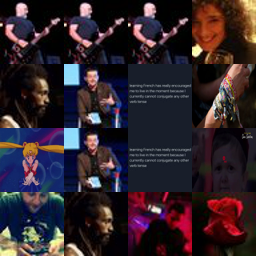 learning French has really encouraged
me to live in the moment because i
currently cannot conjugate any other
verb tense
learning French has really encouraged
me to live in the moment because i
currently cannot conjugate any other
verb tense